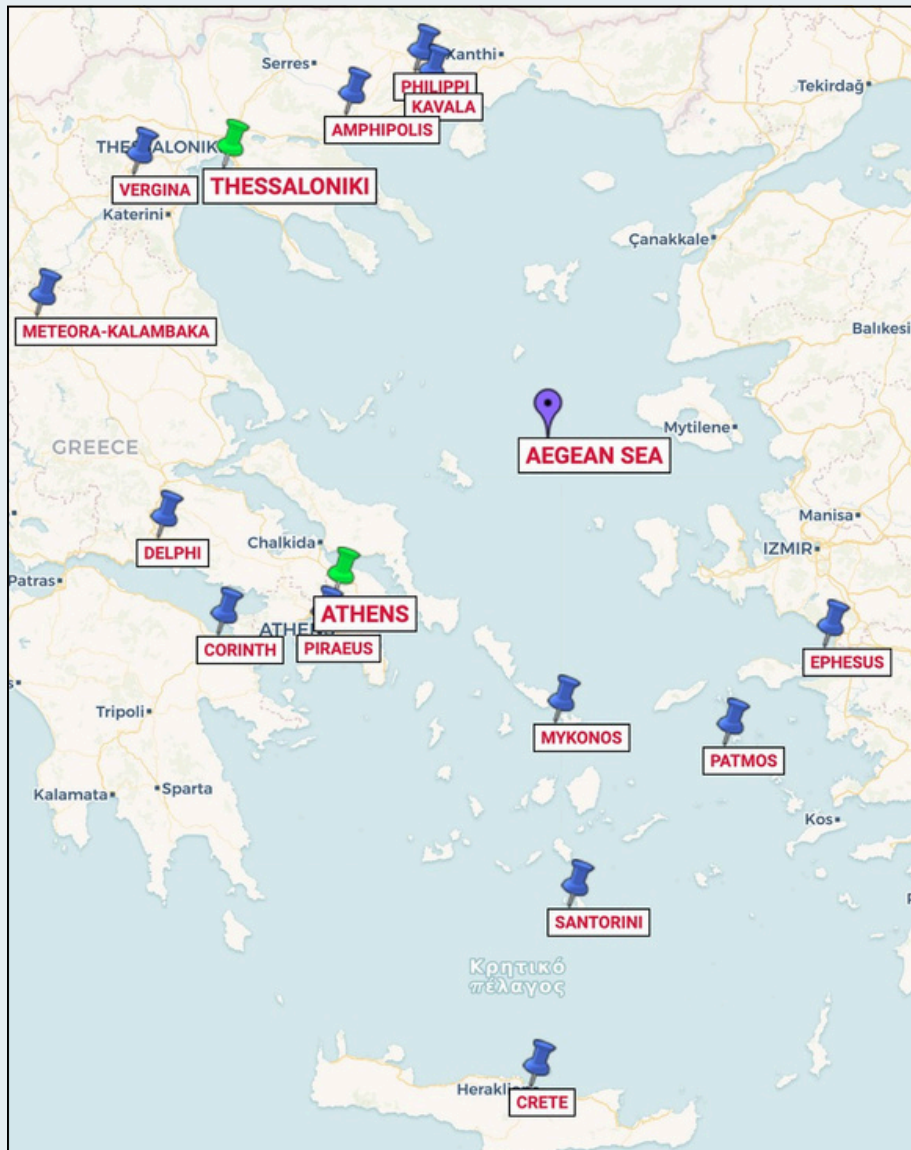 Xanthi
Serres
PHILIPPI
Tekirdağ
KAVALA
AMPHIPOLIS
THESSALONIKI
VERGINA
THESSALONIKI
Katerini
Çanakkale
METEORA-KALAMBAKA
Balıkesi
Mytilene
GREECE
AEGEAN SEA
Manisa
DELPHI
Chalkida
IZMIR
Patras
ATHENS
ATHEN
CORINTH
PIRAEUS
EPHESUS
Tripoli
MYKONOS
PATMOS
Kalamata
Sparta
Kos
SANTORINI
Κρητικό
πέλαγος
Heraklion
CRETE